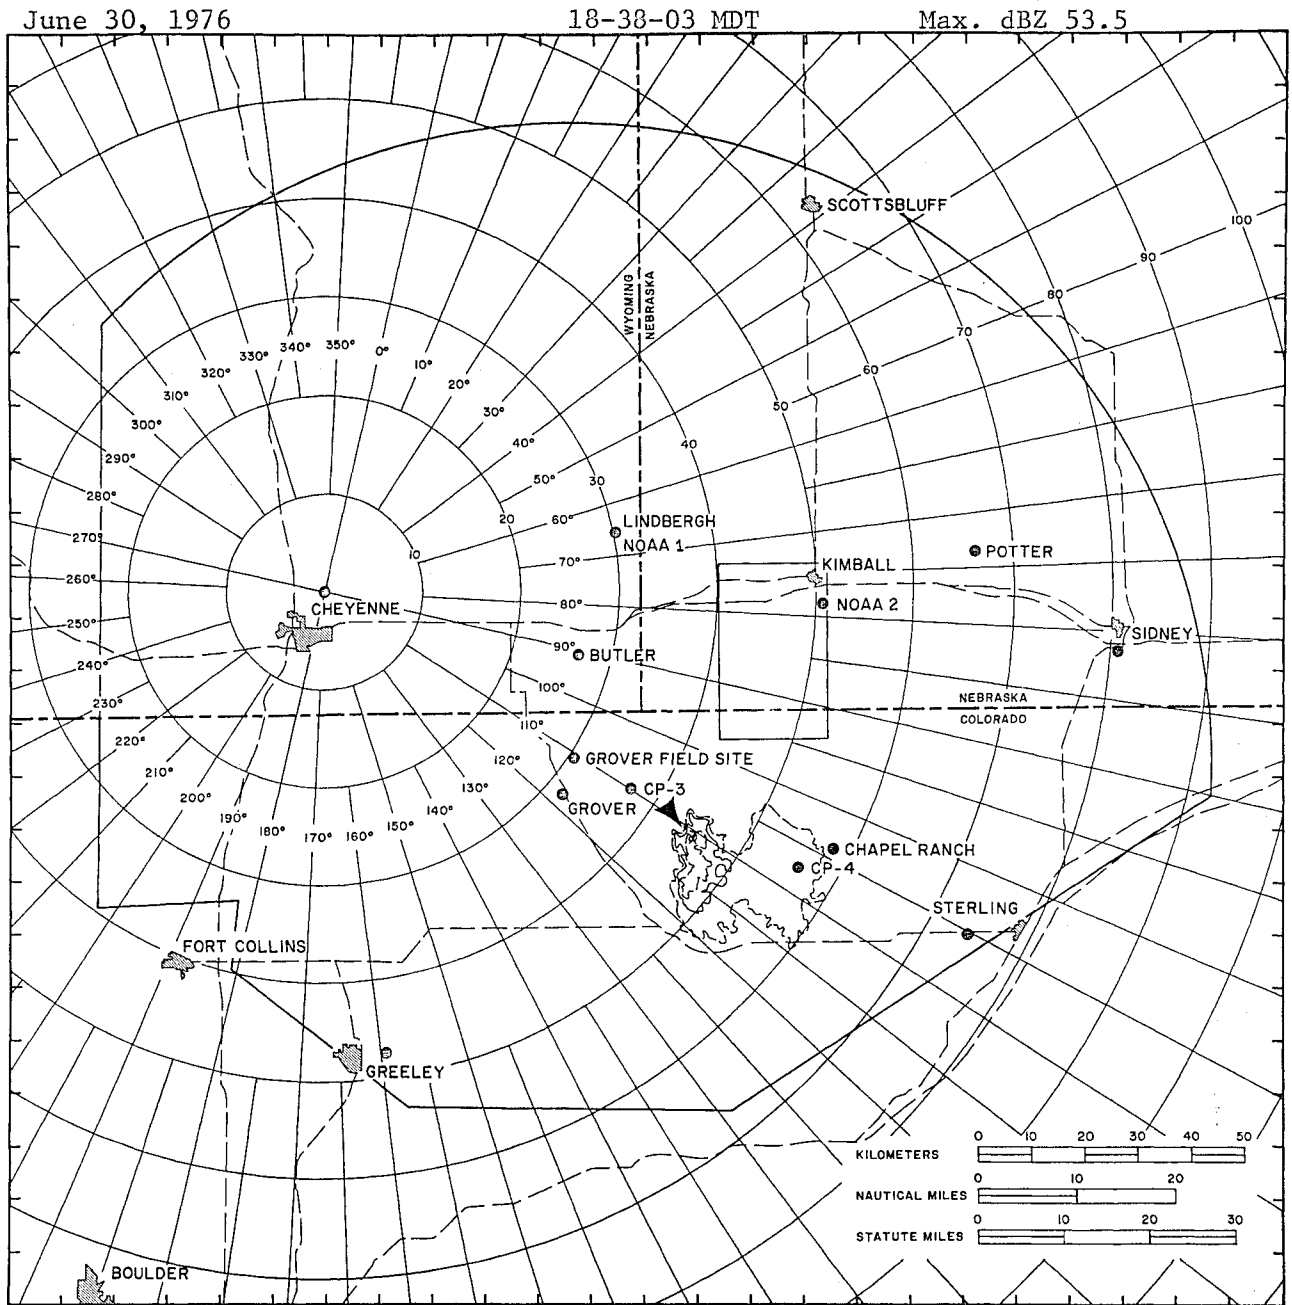 June 30, 1976 18-38-03 MDT Max. dBZ 53.5
SCOTTSBLUFF
100
90
80
70
60
50
40
30
20
10
WYOMING
NEBRASKA
330° 340° 350° 0° 10°
320° 20°
310° 30°
300° 40°
290° 50°
280° 60°
270° 70°
260° 80°
250° 90°
240° 100°
230° 110°
220° 120°
210° 130°
200° 140°
190° 180° 170° 160° 150°
LINDBERGH
NOAA 1
POTTER
KIMBALL
NOAA 2
CHEYENNE
SIDNEY
BUTLER
NEBRASKA
COLORADO
GROVER FIELD SITE
CP-3
GROVER
CHAPEL RANCH
CP-4
STERLING
FORT COLLINS
GREELEY
BOULDER
0 10 20 30 40 50
KILOMETERS
0 10 20
NAUTICAL MILES
0 10 20 30
STATUTE MILES